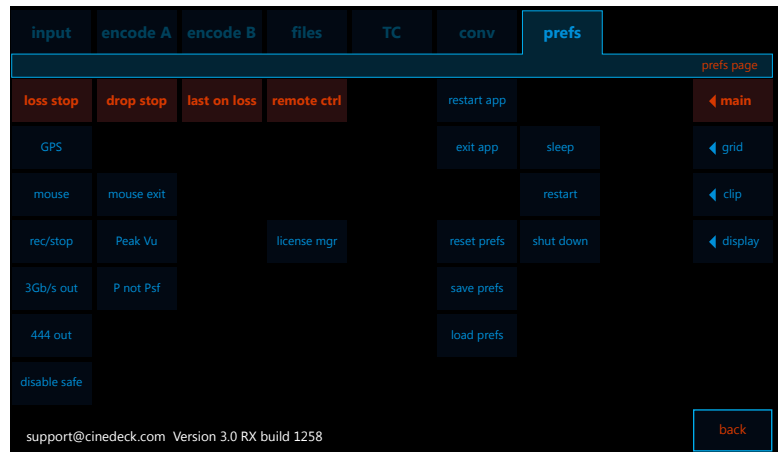 input encode A encode B files TC conv prefs
prefs page
loss stop drop stop last on loss remote ctrl restart app main
GPS exit app sleep grid
mouse mouse exit restart clip
rec/stop Peak Vu license mgr reset prefs shut down display
3Gb/s out P not Psf save prefs
444 out load prefs
disable safe
support@cinedeck.com Version 3.0 RX build 1258
back